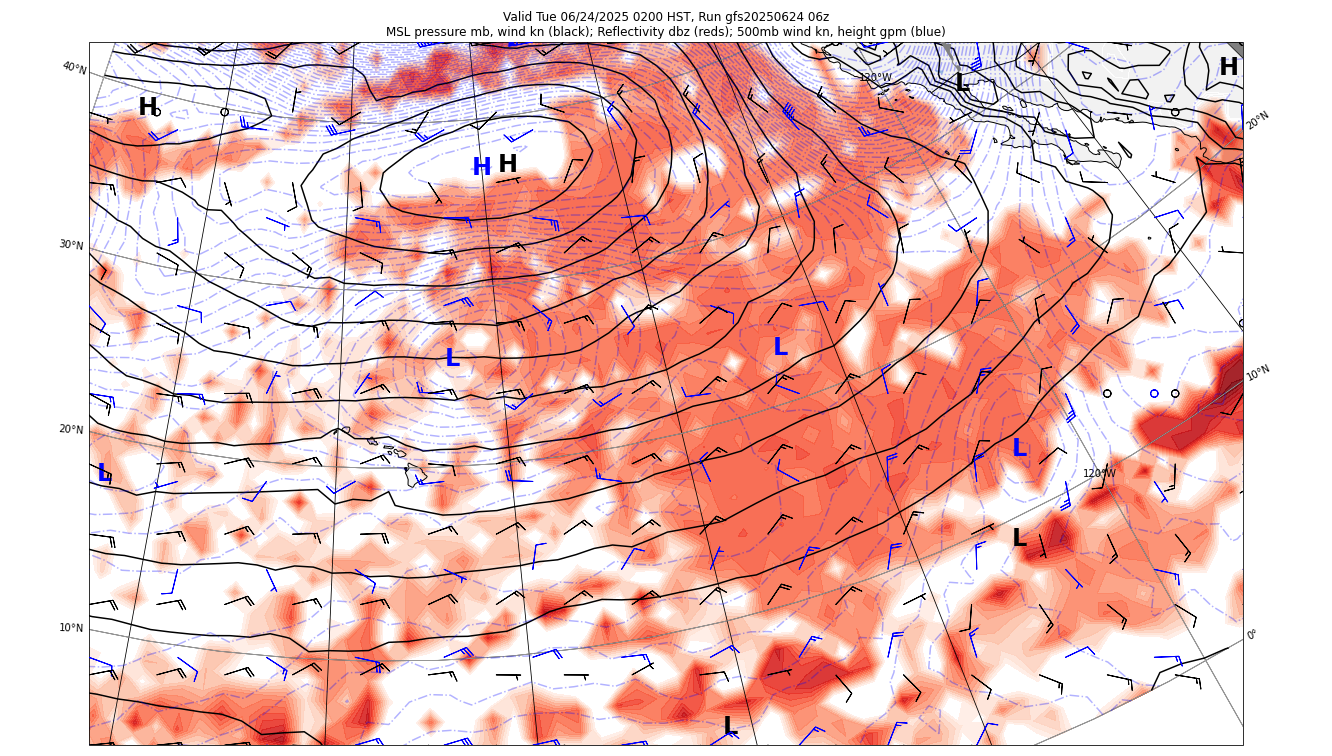 Valid Tue 06/24/2025 0200 HST, Run gfs20250624 06z
MSL pressure mb, wind kn (black); Reflectivity dbz (reds); 500mb wind kn, height gpm (blue)
40°N
120°W
L
H
H
20°N
H
H
30°N
L
L
10°N
20°N
L
L
120°W
L
10°N
0°
L